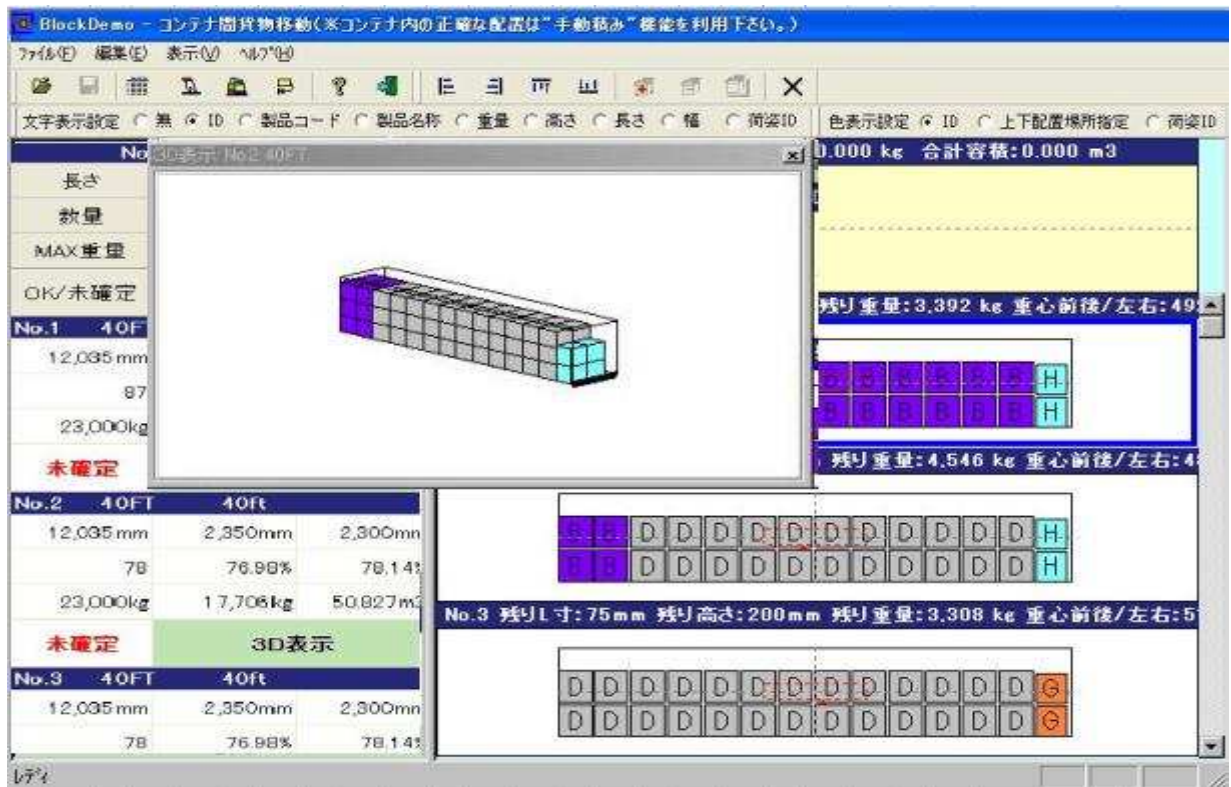 BlockDemo - コンテナ間貨物移動(※コンテナ内の正確な配置は"手動積み"機能を利用下さい。)
ファイル(F) 編集(E) 表示(V) ヘルプ(H)
文字表示設定 無 ID 製品コード 製品名称 重量 高さ 長さ 幅 荷姿ID 色表示設定 ID 上下配置場所指定 荷姿ID
No
3D表示 No.2 40FT
0.000 kg 合計容積:0.000 m3
長さ
数量
MAX重量
OK/未確定
残り重量:3,392 kg 重心前後/左右:49
No.1 40F
12,035mm
87
23,000kg
未確定
B B B B B B H
B B B B B B H
残り重量:4,546 kg 重心前後/左右:4
No.2 40FT 40ft
12,035mm 2,350mm 2,300mm
78 76.98% 78.14%
23,000kg 17,706kg 50.827m3
未確定 3D表示
B B D D D D D D D D D D D H
B B D D D D D D D D D D D H
No.3 残りL寸:75mm 残り高さ:200mm 残り重量:3,308 kg 重心前後/左右:5
No.3 40FT 40ft
12,035mm 2,350mm 2,300mm
78 76.98% 78.14%
D D D D D D D D D D D D D G
D D D D D D D D D D D D D G
レディ